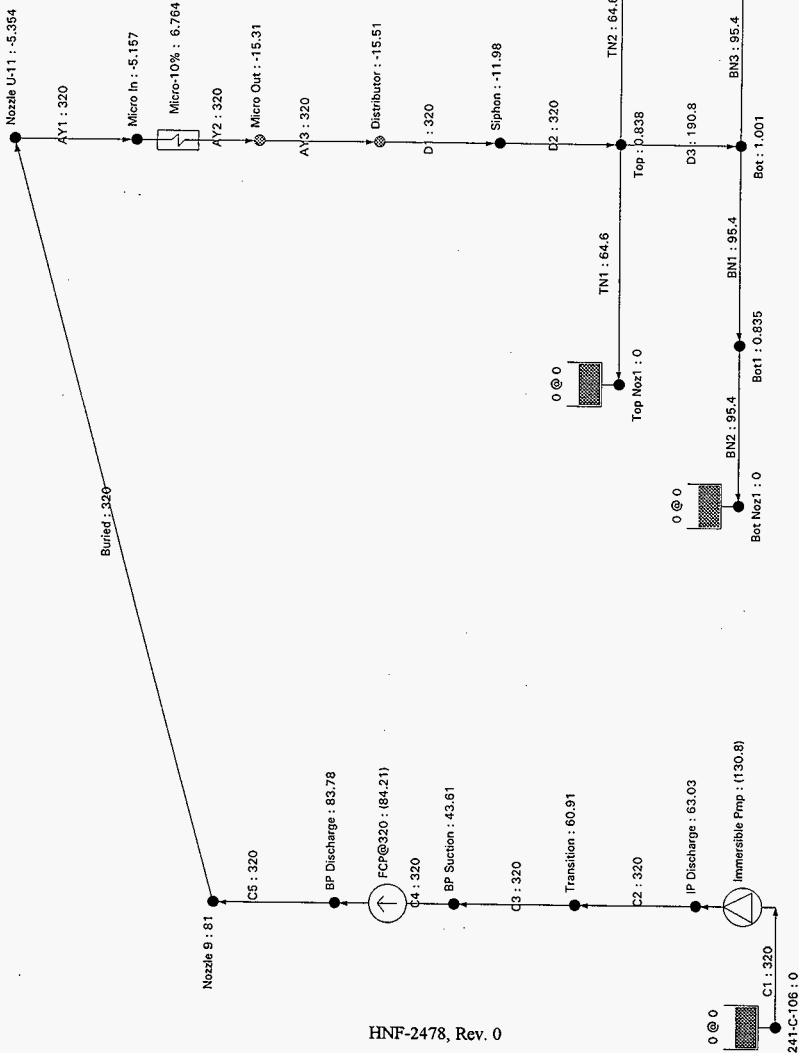 Nozzle U-11 : -5.354
AY1 : 320
Micro In : -5.157
Micro-10% : 6.764
AY2 : 320
Micro Out : -15.31
AY3 : 320
Distributor : -15.51
D1 : 320
Siphon : -11.98
D2 : 320
TN2 : 64.6
Top : 0.838
D3 : 190.8
BN3 : 95.4
Bot : 1.001
TN1 : 64.6
BN1 : 95.4
0 @ 0
Top Noz1 : 0
Bot1 : 0.835
BN2 : 95.4
0 @ 0
Bot Noz1 : 0
Buried : 320
Nozzle 9 : 81
C5 : 320
BP Discharge : 83.78
FCP@320 : (84.21)
C4 : 320
BP Suction : 43.61
C3 : 320
Transition : 60.91
C2 : 320
IP Discharge : 63.03
Immersible Pmp : (130.8)
C1 : 320
0 @ 0
241-C-106 : 0
HNF-2478, Rev. 0